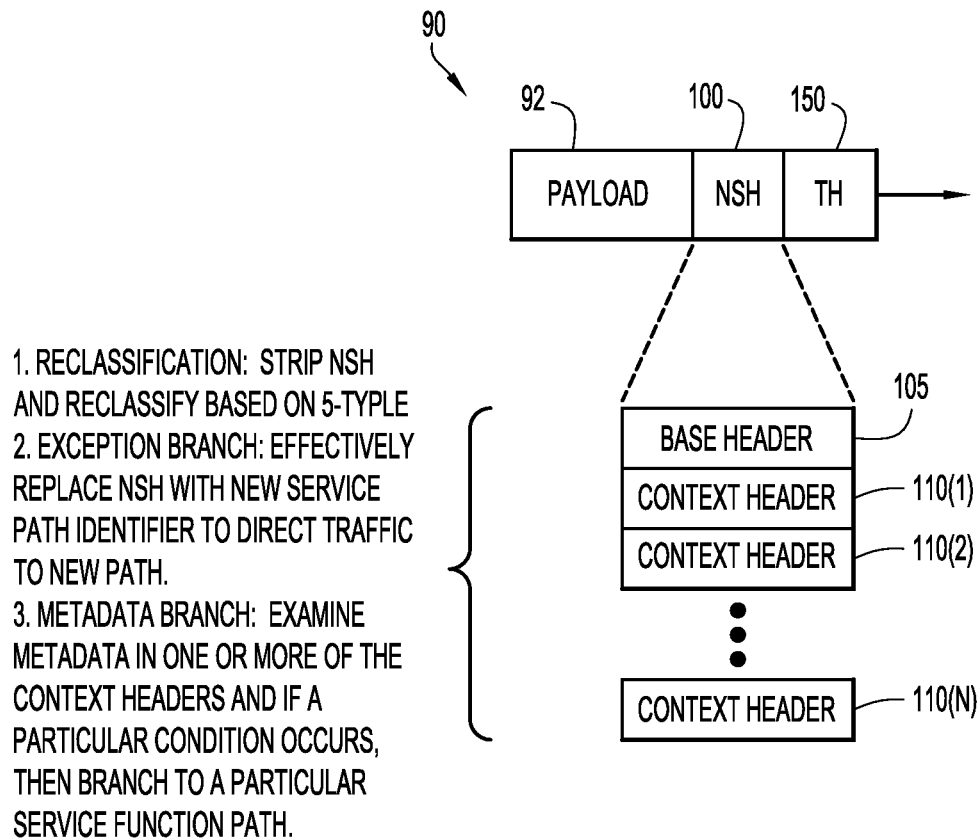 90
92
100
150
PAYLOAD
NSH
TH
1. RECLASSIFICATION: STRIP NSH
AND RECLASSIFY BASED ON 5-TYPLE
2. EXCEPTION BRANCH: EFFECTIVELY
REPLACE NSH WITH NEW SERVICE
PATH IDENTIFIER TO DIRECT TRAFFIC
TO NEW PATH.
3. METADATA BRANCH: EXAMINE
METADATA IN ONE OR MORE OF THE
CONTEXT HEADERS AND IF A
PARTICULAR CONDITION OCCURS,
THEN BRANCH TO A PARTICULAR
SERVICE FUNCTION PATH.
105
BASE HEADER
CONTEXT HEADER
110(1)
CONTEXT HEADER
110(2)
CONTEXT HEADER
110(N)